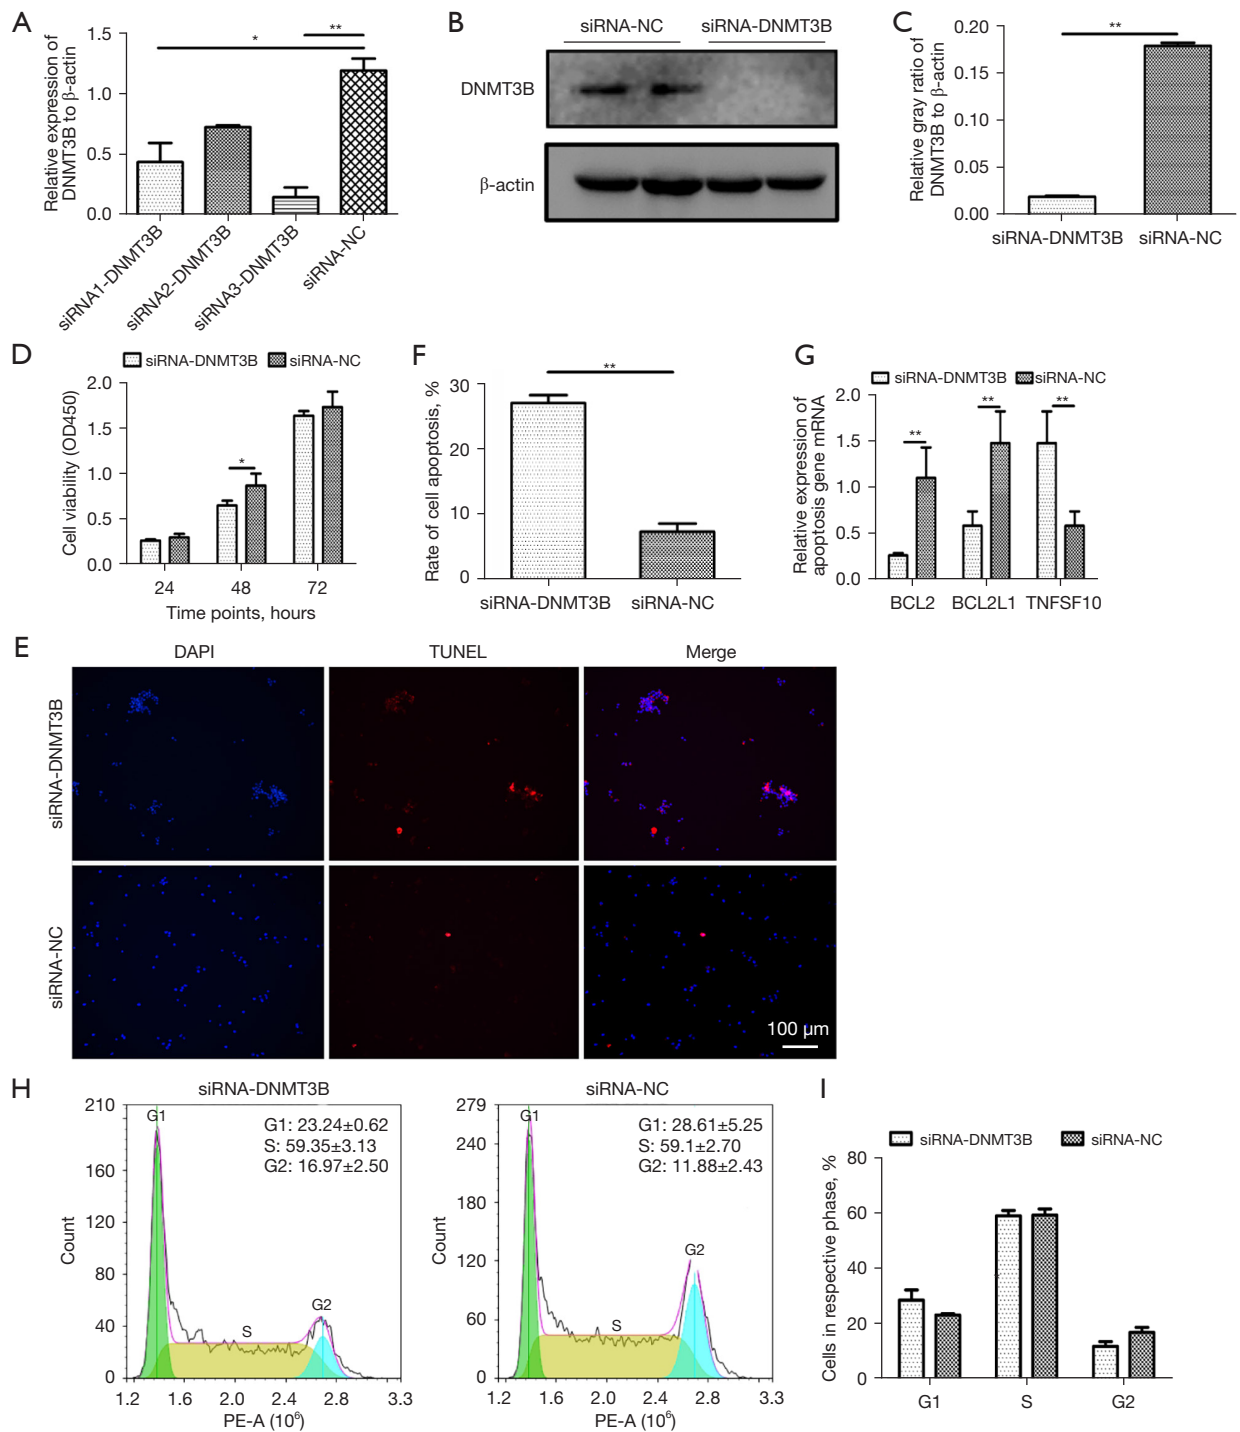 A
Relative expression of
DNMT3B to β-actin
1.5
1.0
0.5
0.0
*
**
siRNA1-DNMT3B
siRNA2-DNMT3B
siRNA3-DNMT3B
siRNA-NC
B
siRNA-NC
siRNA-DNMT3B
DNMT3B
β-actin
C
Relative gray ratio of
DNMT3B to β-actin
0.20
0.15
0.10
0.05
0.00
**
siRNA-DNMT3B
siRNA-NC
D
siRNA-DNMT3B
siRNA-NC
Cell viability (OD450)
2.0
1.5
1.0
0.5
0.0
*
24
48
72
Time points, hours
F
Rate of cell apoptosis, %
30
20
10
0
**
siRNA-DNMT3B
siRNA-NC
G
siRNA-DNMT3B
siRNA-NC
Relative expression of
apoptosis gene mRNA
2.0
1.5
1.0
0.5
0.0
**
**
**
BCL2
BCL2L1
TNFSF10
E
DAPI
TUNEL
Merge
siRNA-DNMT3B
siRNA-NC
100 μm
H
siRNA-DNMT3B
Count
210
160
120
80
40
0
G1
S
G2
G1: 23.24±0.62
S: 59.35±3.13
G2: 16.97±2.50
1.2
1.6
2.0
2.4
2.8
3.3
PE-A (10⁶)
siRNA-NC
Count
279
240
180
120
60
0
G1
S
G2
G1: 28.61±5.25
S: 59.1±2.70
G2: 11.88±2.43
1.2
1.6
2.0
2.4
2.8
3.3
PE-A (10⁶)
I
siRNA-DNMT3B
siRNA-NC
Cells in respective phase, %
80
60
40
20
0
G1
S
G2